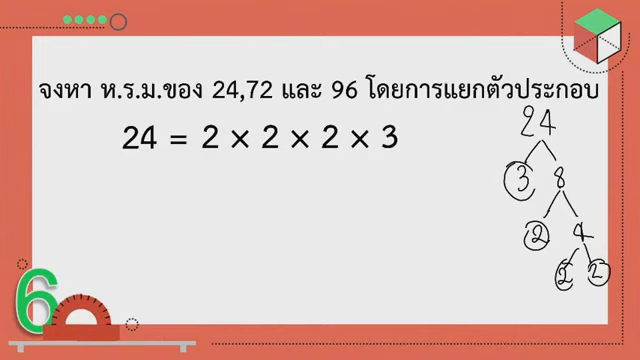 จงหา ห.ร.ม.ของ 24,72 และ 96 โดยการแยกตัวประกอบ
24 = 2 × 2 × 2 × 3
24
3 8
2 4
2 2
6